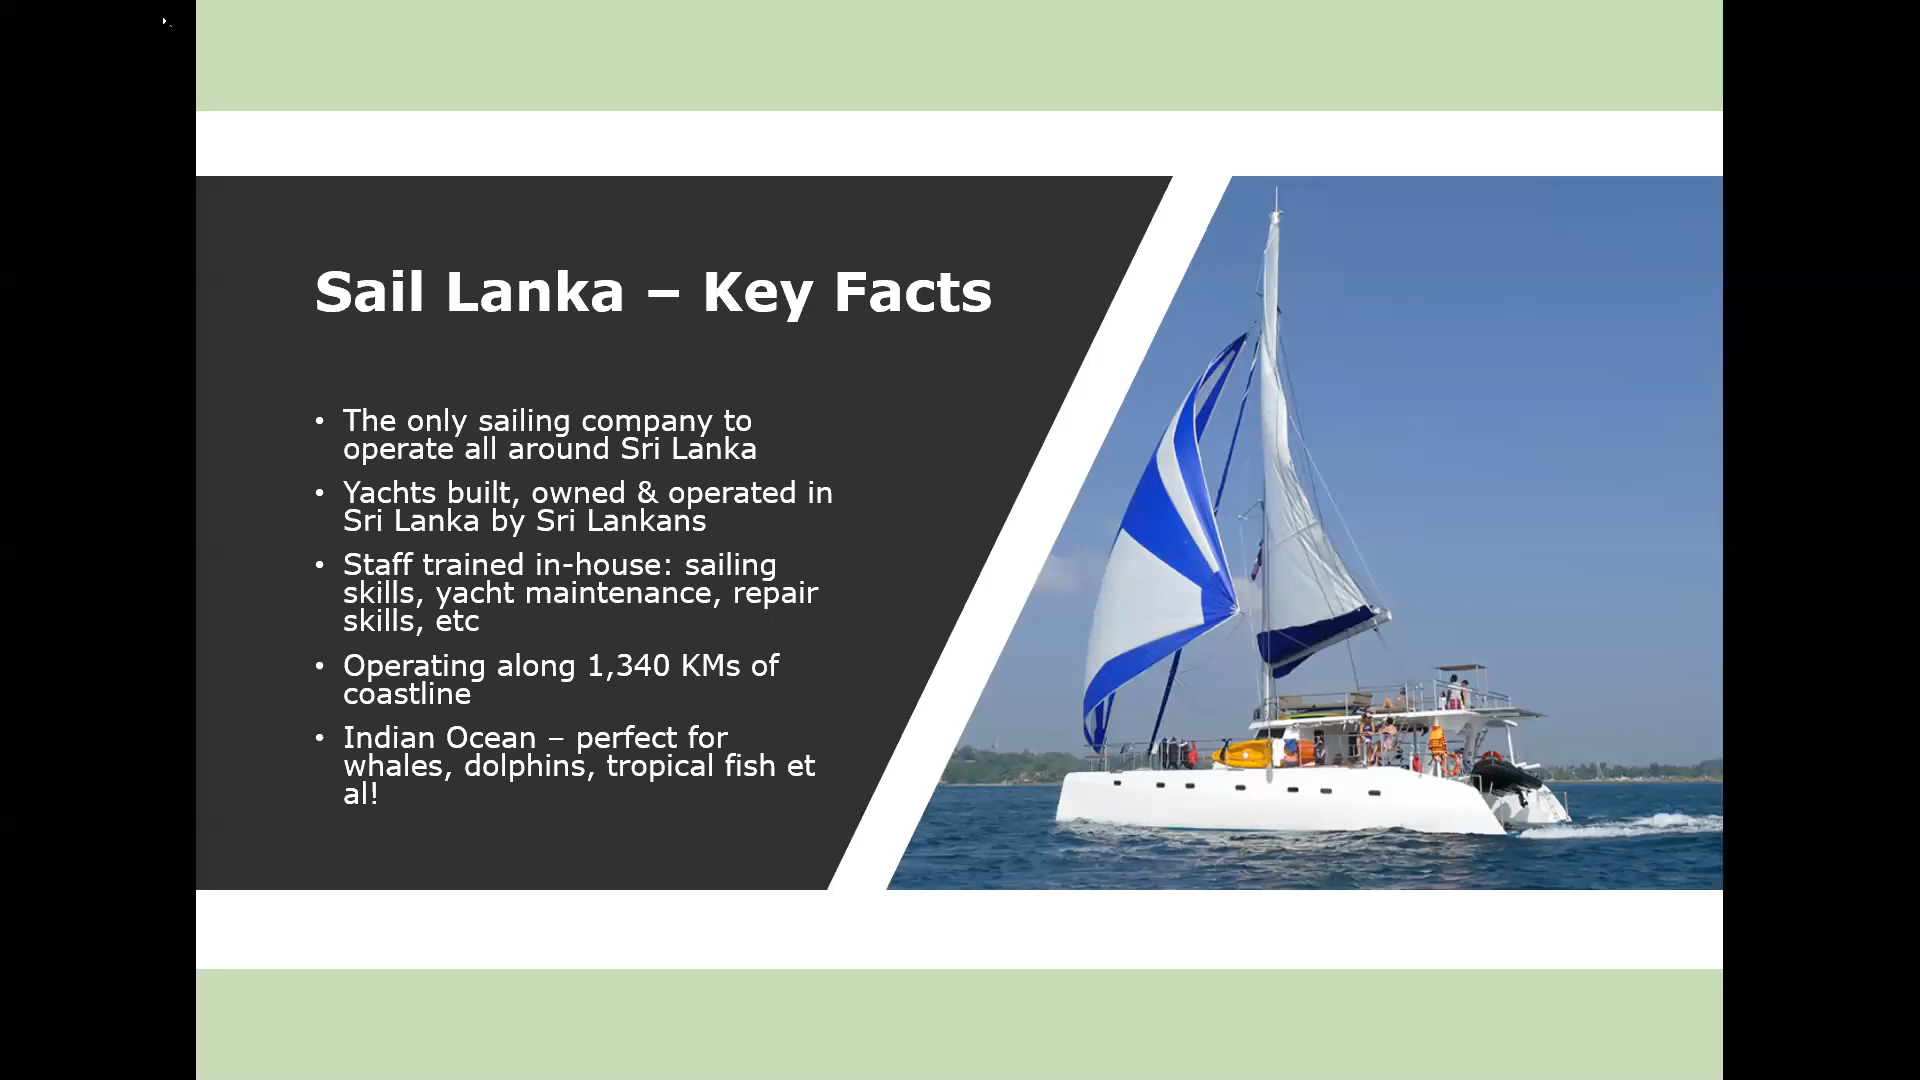 Sail Lanka – Key Facts
• The only sailing company to
operate all around Sri Lanka
• Yachts built, owned & operated in
Sri Lanka by Sri Lankans
• Staff trained in-house: sailing
skills, yacht maintenance, repair
skills, etc
• Operating along 1,340 KMs of
coastline
• Indian Ocean – perfect for
whales, dolphins, tropical fish et
al!